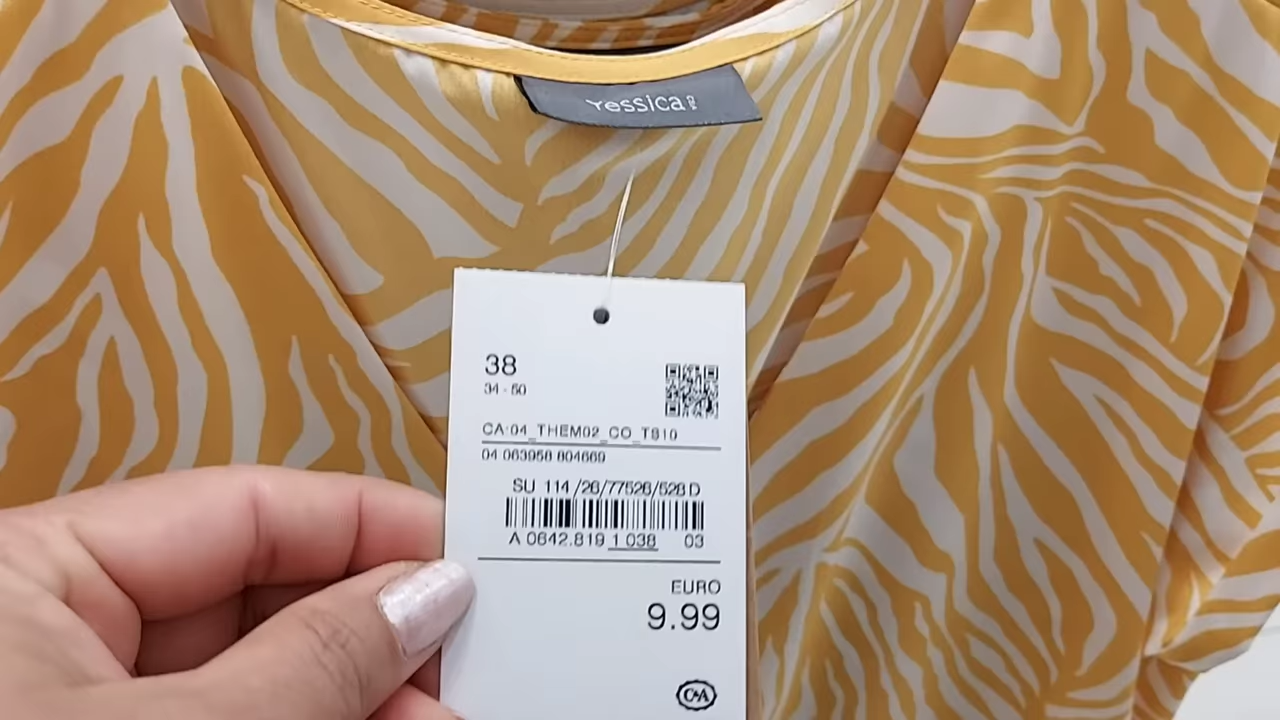 Yessica
38
34 - 50
CA 04_THEM02_CO_TS10
04 063958 804669
SU 114 /26/77526/528 D
A 0642.819 1 038 03
EURO
9.99
C&A